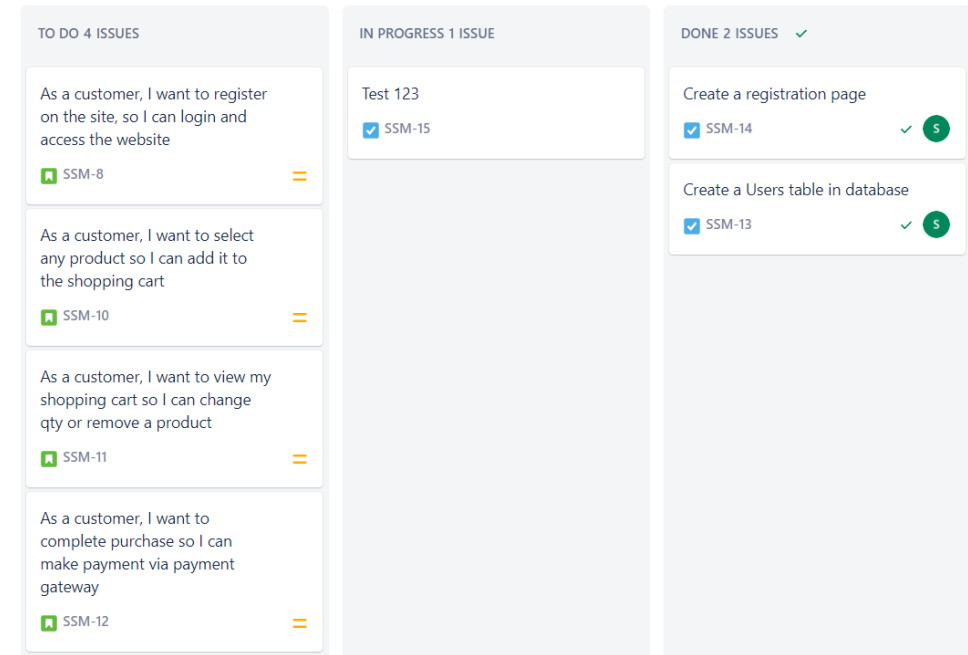 TO DO 4 ISSUES
As a customer, I want to register
on the site, so I can login and
access the website
SSM-8
As a customer, I want to select
any product so I can add it to
the shopping cart
SSM-10
As a customer, I want to view my
shopping cart so I can change
qty or remove a product
SSM-11
As a customer, I want to
complete purchase so I can
make payment via payment
gateway
SSM-12
IN PROGRESS 1 ISSUE
Test 123
SSM-15
DONE 2 ISSUES
Create a registration page
SSM-14 S
Create a Users table in database
SSM-13 S